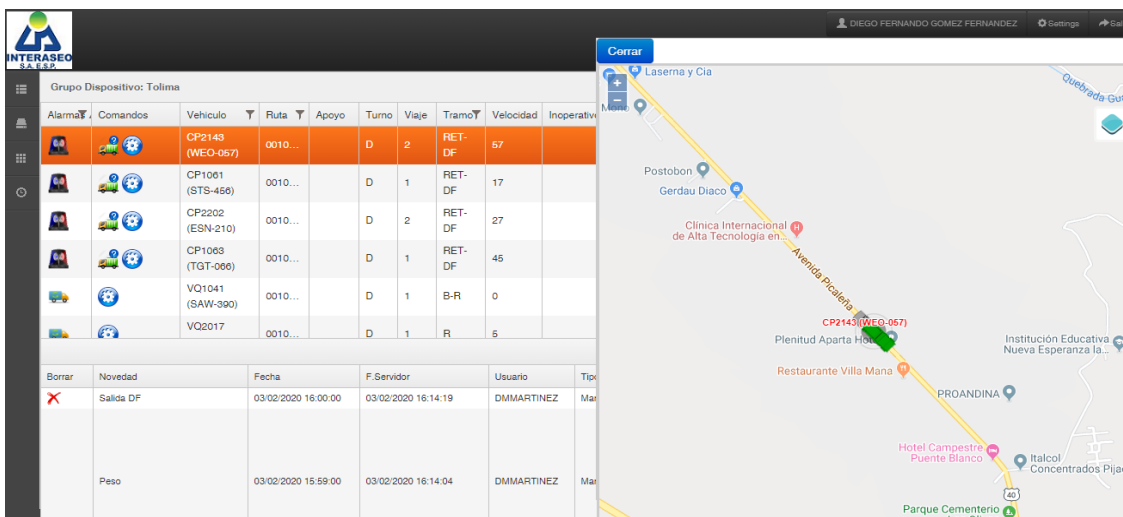 INTERASEO
S.A. E.S.P.
DIEGO FERNANDO GOMEZ FERNANDEZ
Settings
Cerrar
Grupo Dispositivo: Tolima
Comandos Vehiculo Ruta Apoyo Turno Viaje Tramo Velocidad
CP2143 (WEO-057) 0010... D 2 RET-DF 57
CP1061 (STS-456) 0010... D 1 RET-DF 17
CP2202 (ESN-210) 0010... D 2 RET-DF 27
CP1063 (TGT-066) 0010... D 1 RET-DF 45
VQ1041 (SAW-390) 0010... D 1 B-R 0
VQ2017 0010... D 1 R 5
Borrar Novedad Fecha F.Servidor Usuario
Salida DF 03/02/2020 16:00:00 03/02/2020 16:14:19 DMMARTINEZ
Peso 03/02/2020 15:59:00 03/02/2020 16:14:04 DMMARTINEZ
+
−
Laserna y Cia
Quebrada
Postobon
Gerdau Diaco
Clínica Internacional
de Alta Tecnología en...
Avenida Picaleña
CP2143 (WEO-057)
Plenitud Aparta
Institución Educativa
Nueva Esperanza la...
Restaurante Villa Mana
PROANDINA
Hotel Campestre
Puente Blanco
Italcol
Concentrados
40
Parque Cementerio